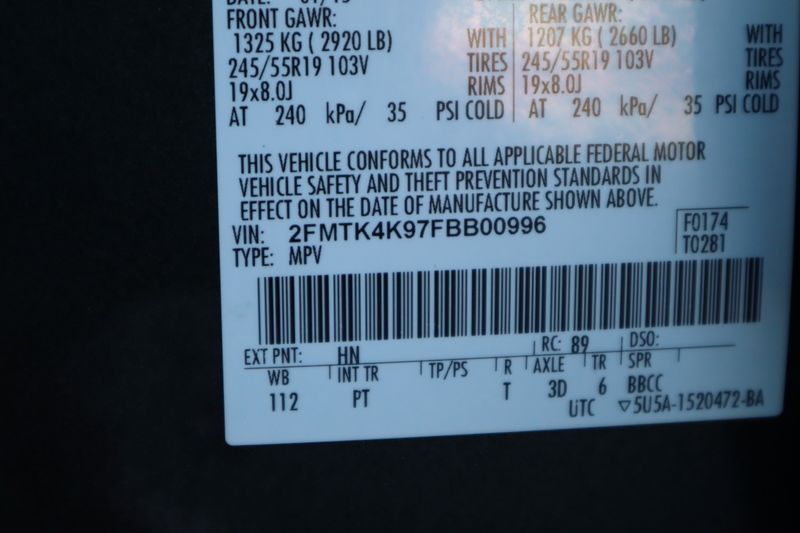 FRONT GAWR: REAR GAWR:
1325 KG ( 2920 LB) WITH 1207 KG ( 2660 LB) WITH
245/55R19 103V TIRES 245/55R19 103V TIRES
19x8.0J RIMS 19x8.0J RIMS
AT 240 kPa/ 35 PSI COLD AT 240 kPa/ 35 PSI COLD
THIS VEHICLE CONFORMS TO ALL APPLICABLE FEDERAL MOTOR
VEHICLE SAFETY AND THEFT PREVENTION STANDARDS IN
EFFECT ON THE DATE OF MANUFACTURE SHOWN ABOVE.
VIN: 2FMTK4K97FBB00996 F0174
TYPE: MPV T0281
EXT PNT: HN RC: 89 DSO:
WB INT TR TP/PS R AXLE TR SPR
112 PT T 3D 6 BBCC
UTC ▽5U5A-1520472-BA